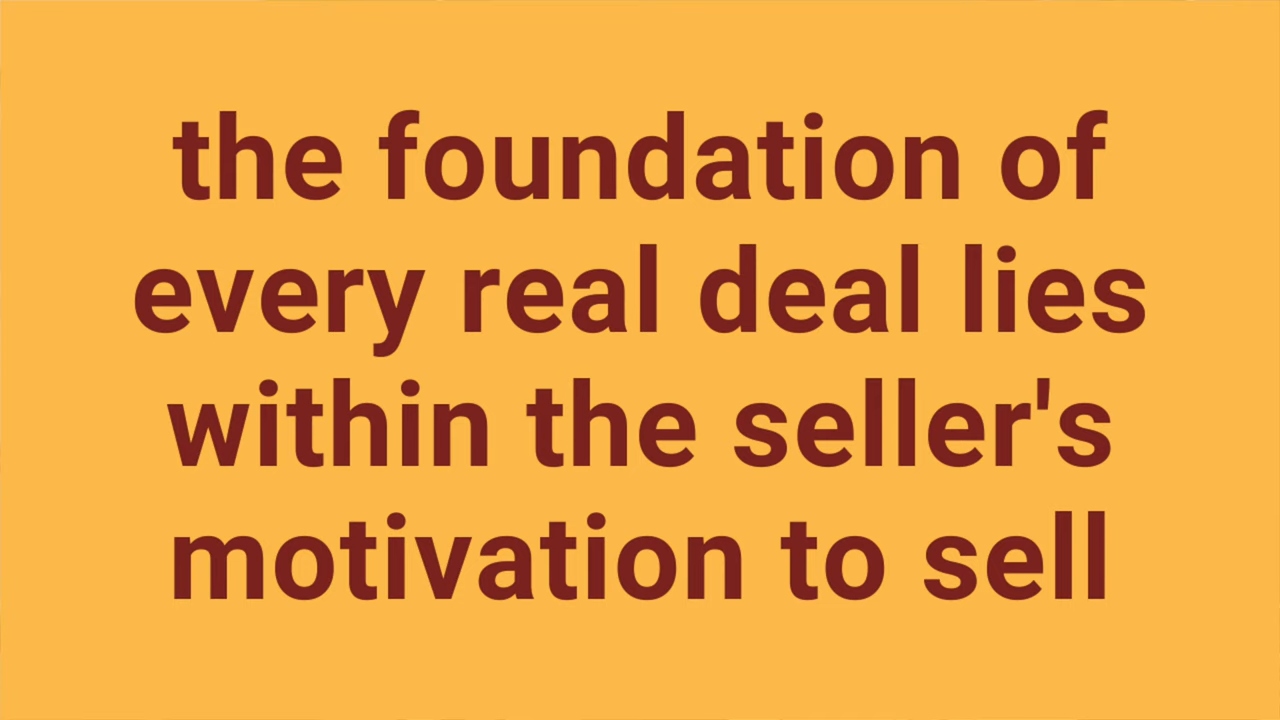 the foundation of
every real deal lies
within the seller's
motivation to sell